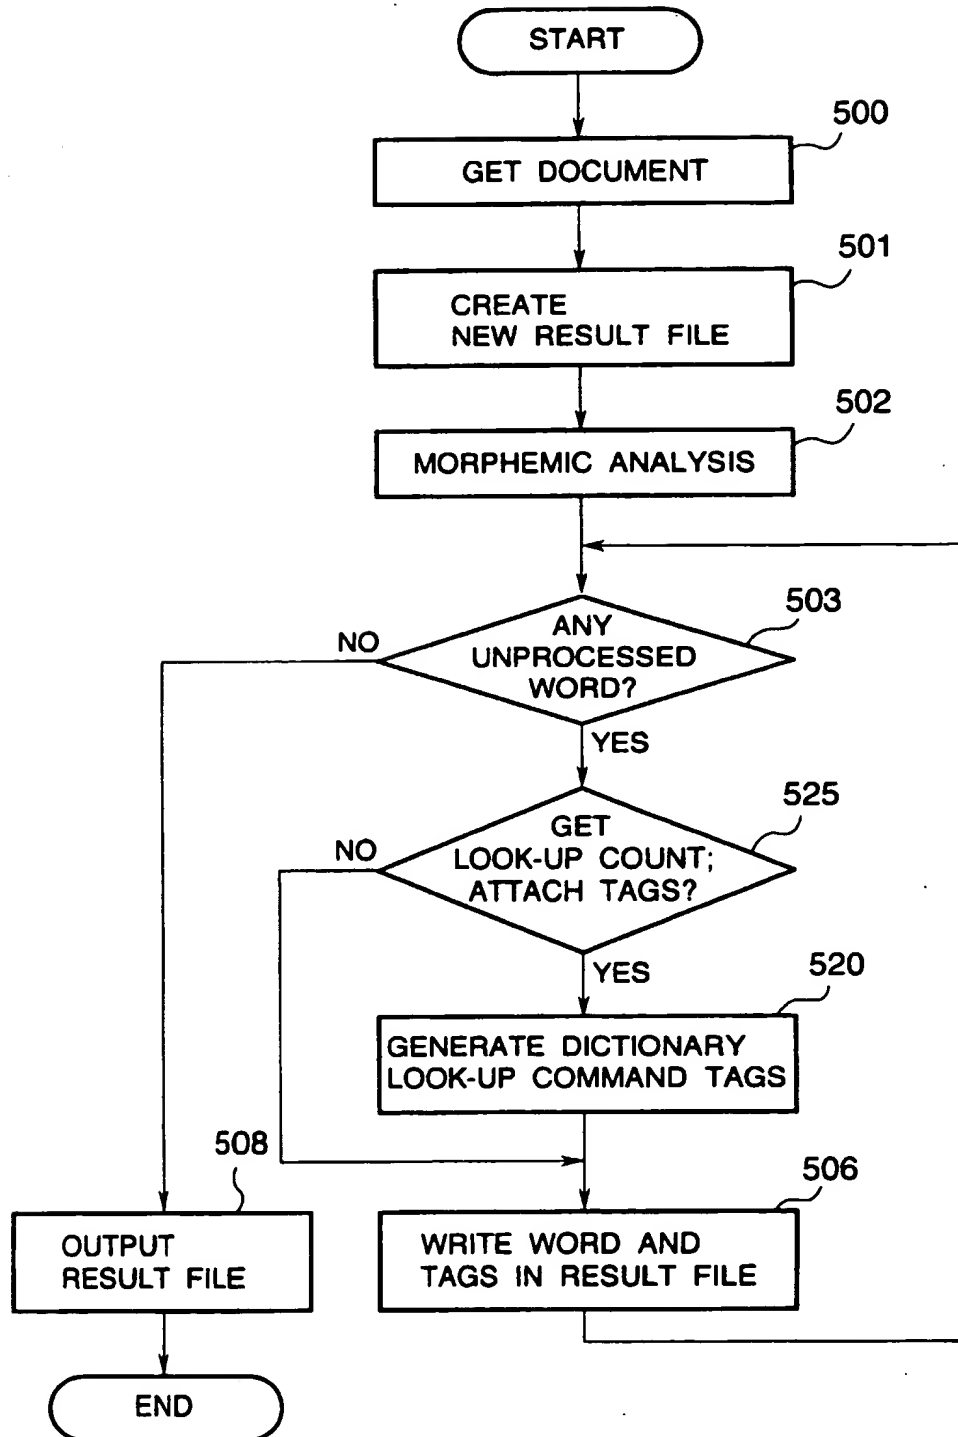 START
500
GET DOCUMENT
501
CREATE
NEW RESULT FILE
502
MORPHEMIC ANALYSIS
503
ANY
UNPROCESSED
WORD?
NO
YES
525
GET
LOOK-UP COUNT;
ATTACH TAGS?
NO
YES
520
GENERATE DICTIONARY
LOOK-UP COMMAND TAGS
508
OUTPUT
RESULT FILE
506
WRITE WORD AND
TAGS IN RESULT FILE
END